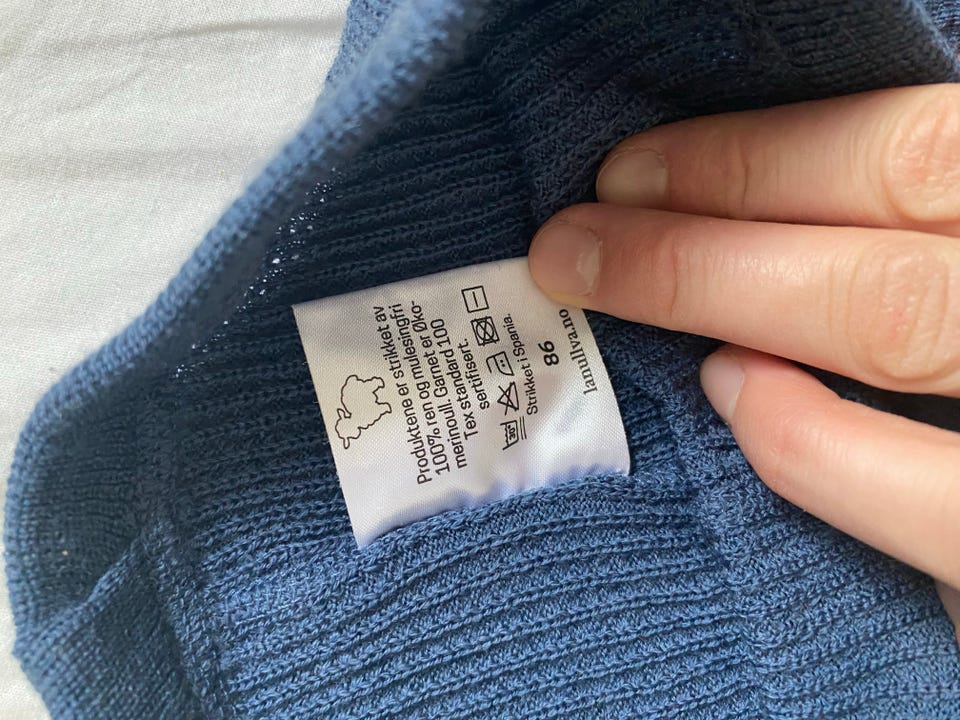 Produktene er strikket av
100% ren og mulesingfri
merinoull. Garnet er Øko-
Tex standard 100
sertifisert.
30°
Strikket i Spania.
86
lanullva.no